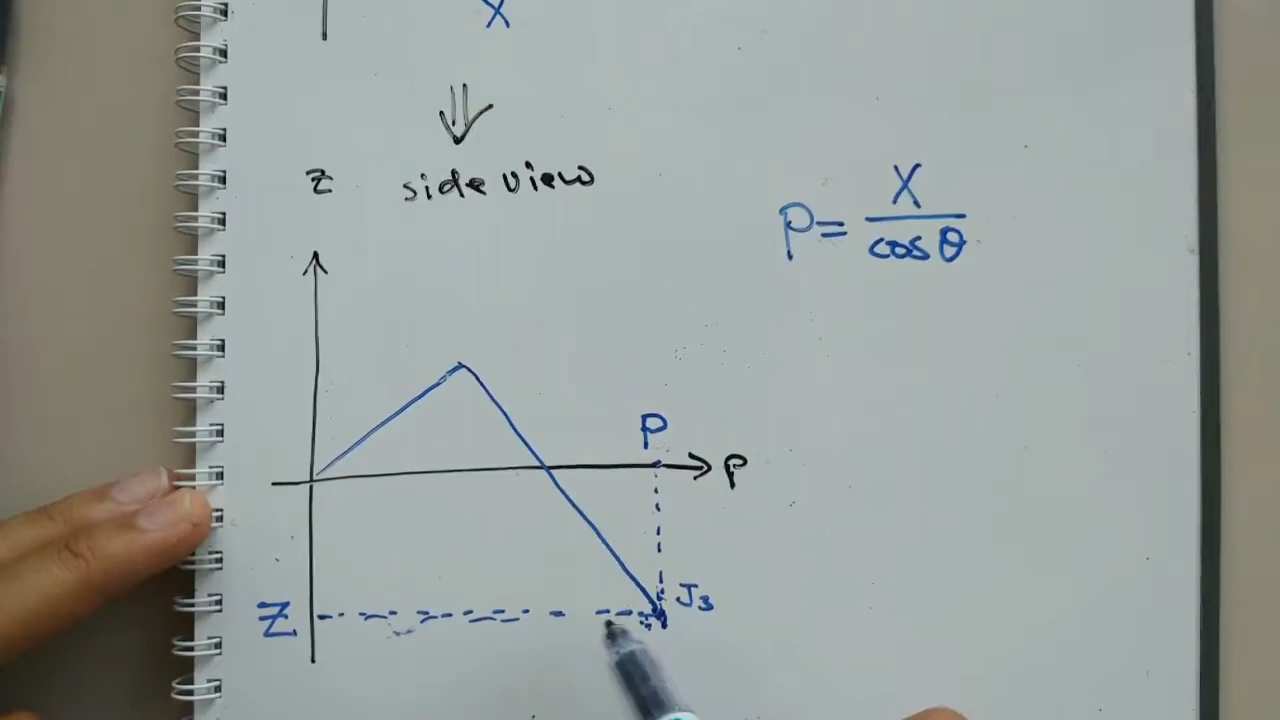 X
⇓
z side view
P = X / cos θ
P
P
J₃
Z